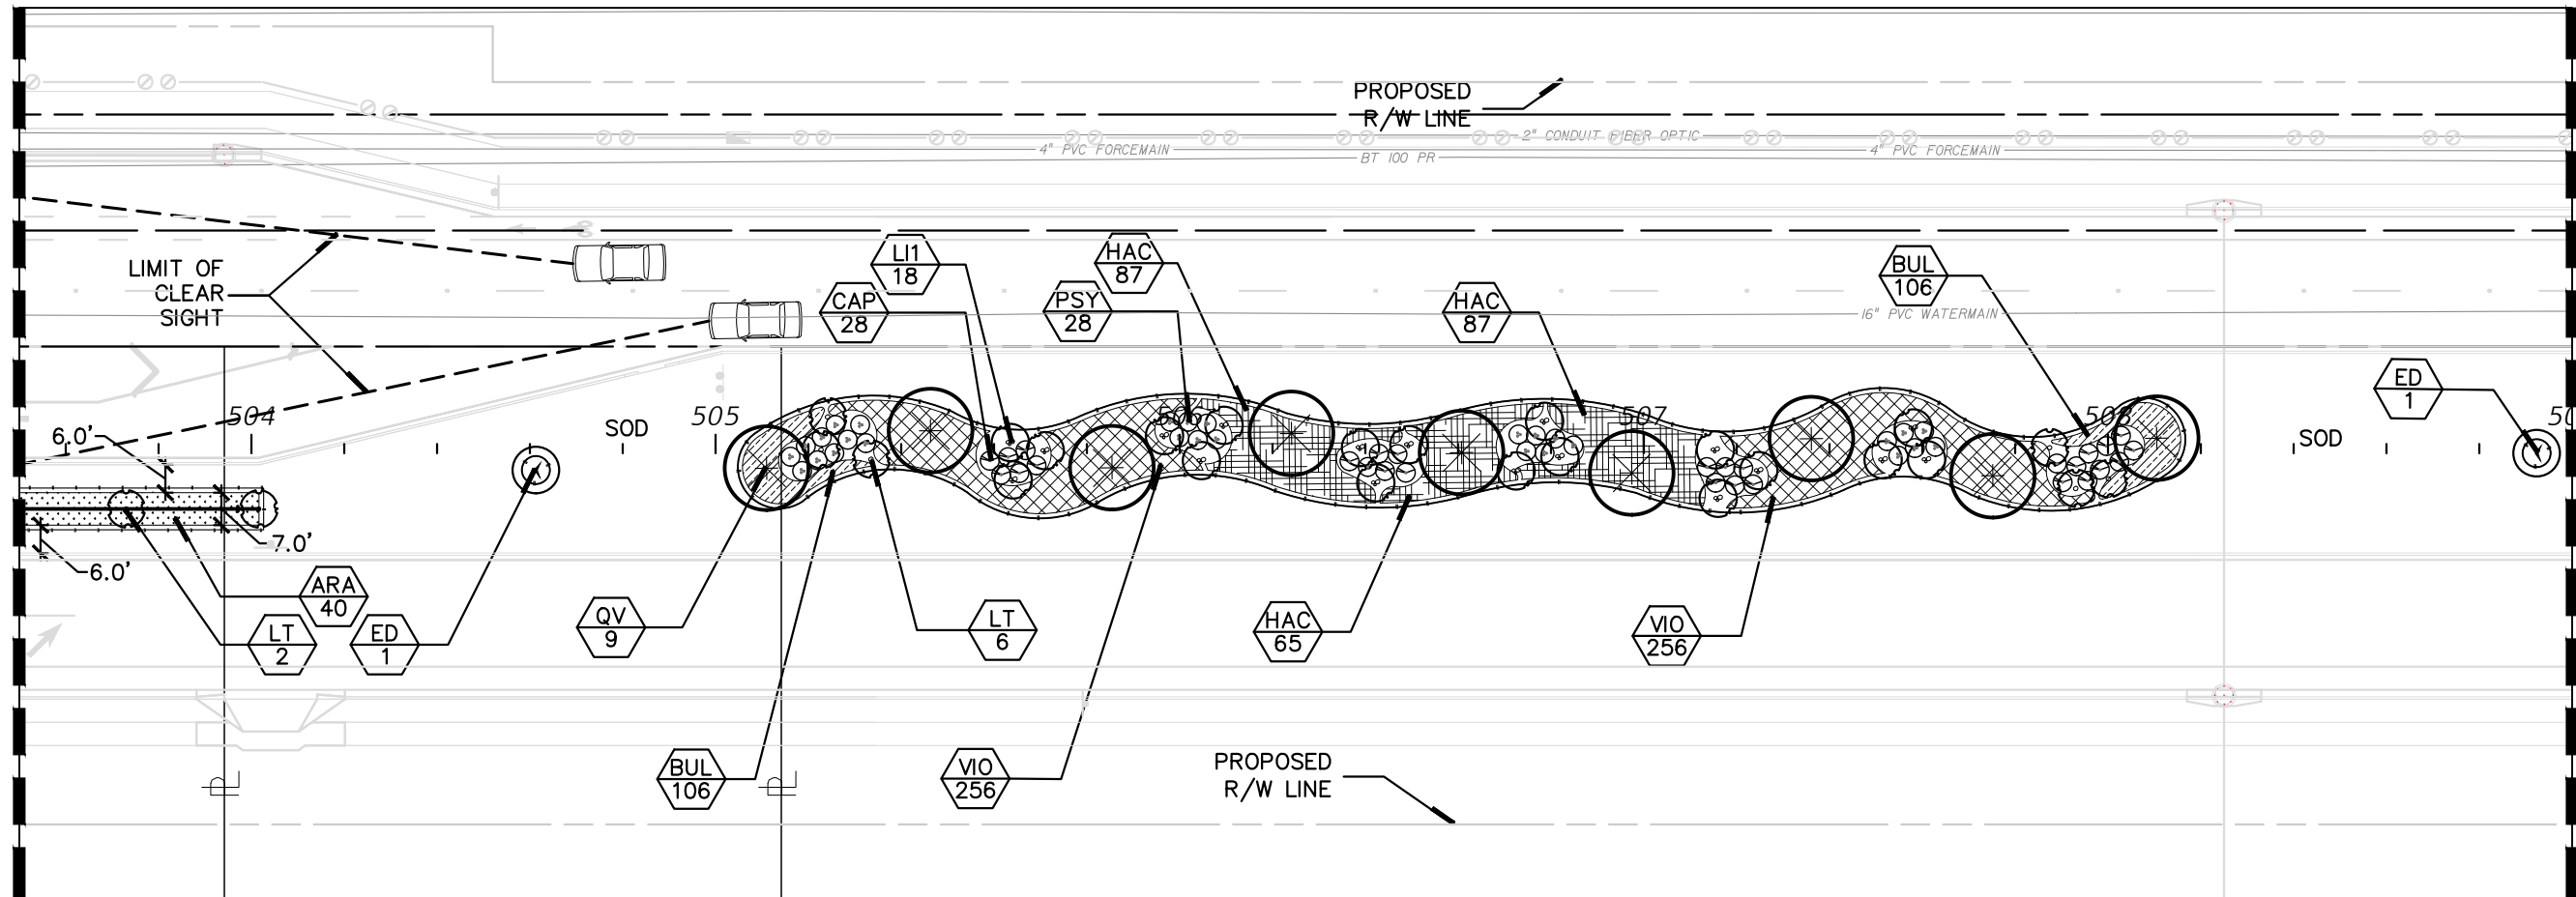 PROPOSED
R/W LINE
2" CONDUIT FIBER OPTIC
4" PVC FORCEMAIN
BT 100 PR
4" PVC FORCEMAIN
LIMIT OF
CLEAR
SIGHT
LI1
18
HAC
87
BUL
106
CAP
28
PSY
28
HAC
87
16" PVC WATERMAIN
ED
1
504
505
507
508
6.0'
SOD
SOD
7.0'
6.0'
ARA
40
LT
2
ED
1
QV
9
LT
6
HAC
65
VIO
256
BUL
106
VIO
256
PROPOSED
R/W LINE